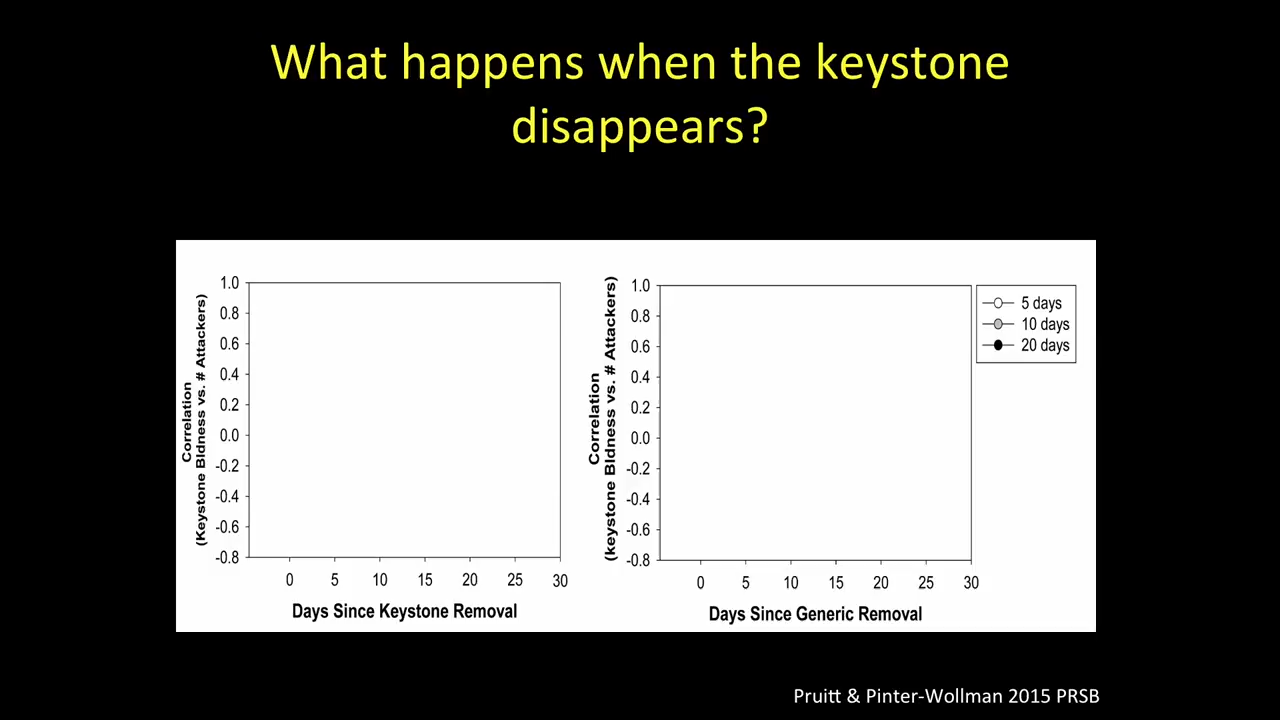 What happens when the keystone
disappears?
1.0
0.8
0.6
0.4
0.2
0.0
-0.2
-0.4
-0.6
-0.8
Correlation
(Keystone Bldness vs. # Attackers)
0 5 10 15 20 25 30
Days Since Keystone Removal
1.0
0.8
0.6
0.4
0.2
0.0
-0.2
-0.4
-0.6
-0.8
Correlation
(keystone Boldness vs. # Attackers)
0 5 10 15 20 25 30
Days Since Generic Removal
5 days
10 days
20 days
Pruitt & Pinter-Wollman 2015 PRSB